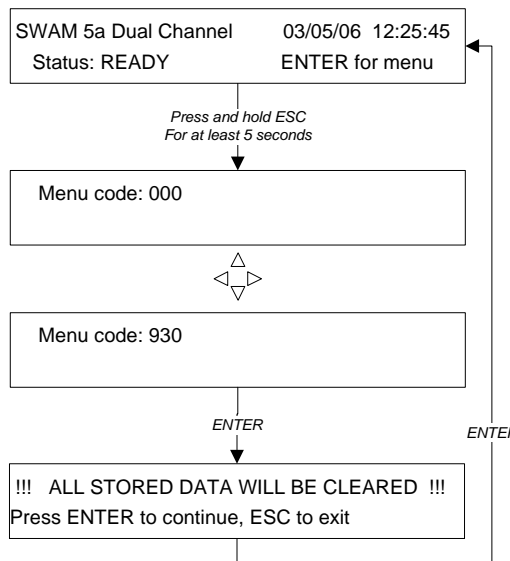 SWAM 5a Dual Channel 03/05/06 12:25:45
Status: READY ENTER for menu
Press and hold ESC
For at least 5 seconds
Menu code: 000
Menu code: 930
ENTER
ENTER
!!! ALL STORED DATA WILL BE CLEARED !!!
Press ENTER to continue, ESC to exit